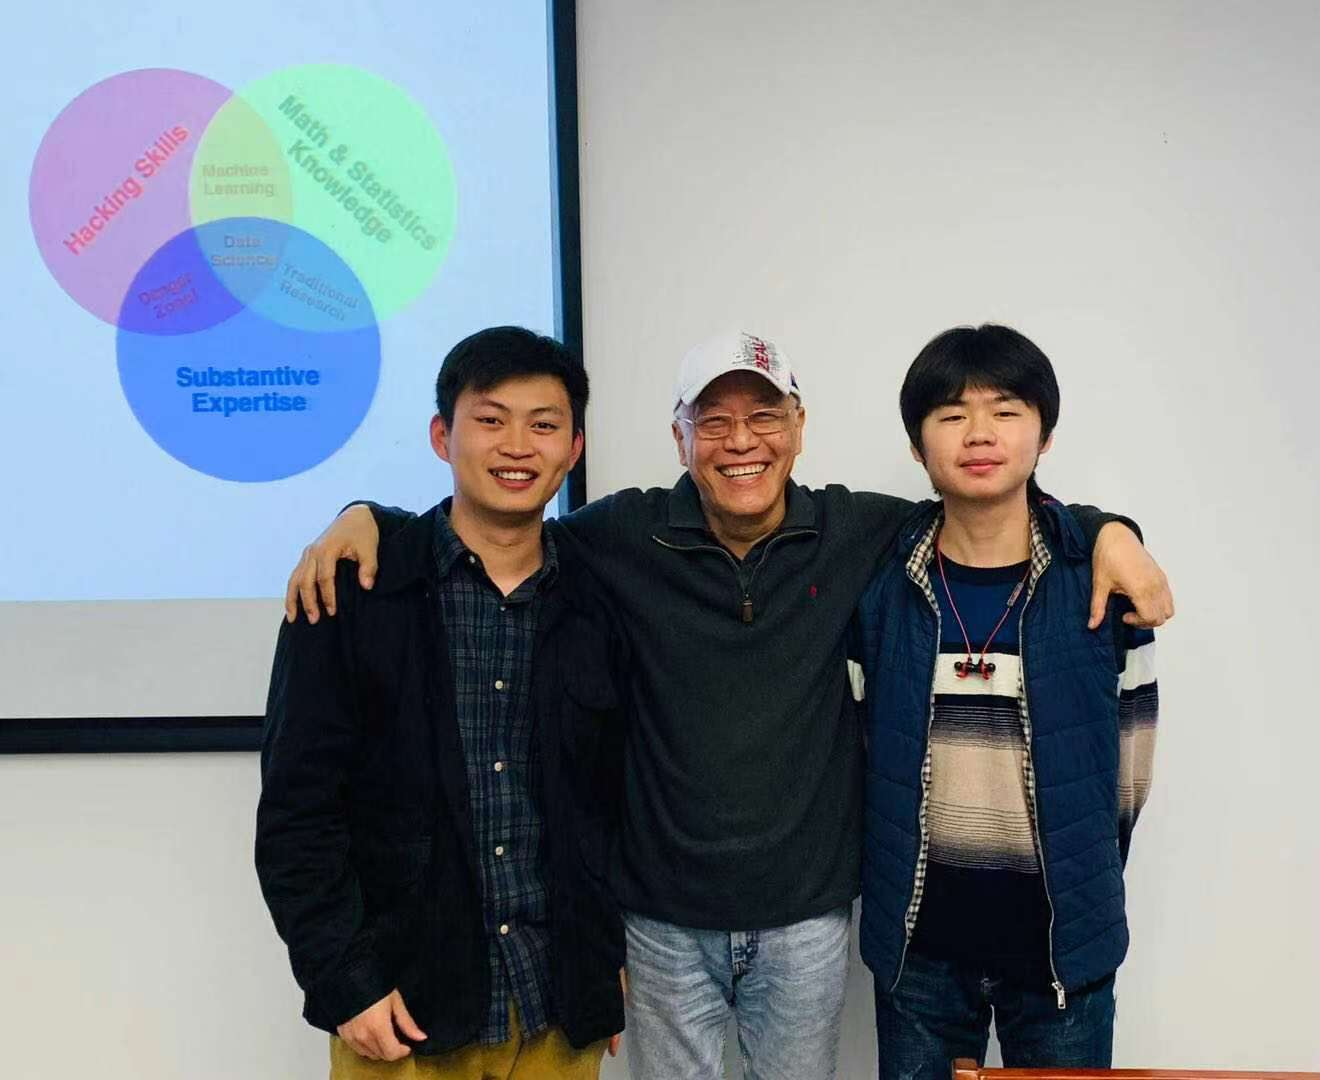 Hacking Skills
Math & Statistics
Knowledge
Machine
Learning
Data
Science
Danger
Zone!
Traditional
Research
Substantive
Expertise